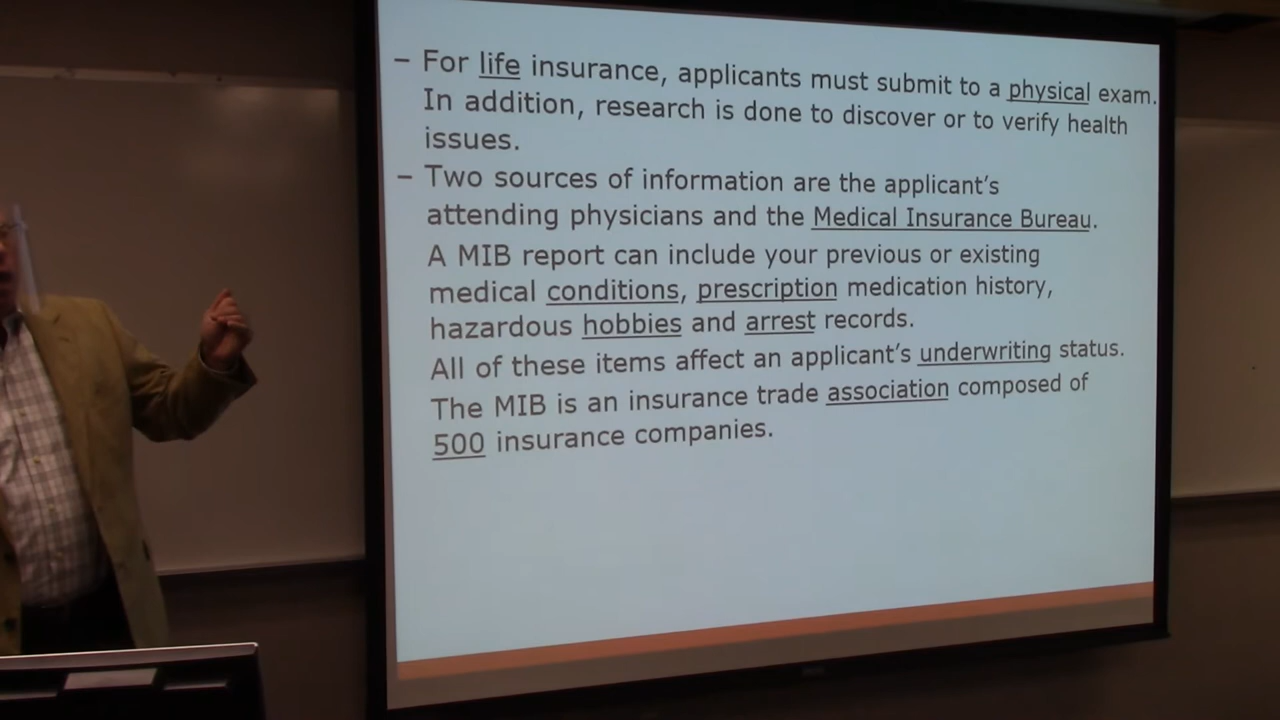 – For life insurance, applicants must submit to a physical exam.
In addition, research is done to discover or to verify health
issues.
– Two sources of information are the applicant's
attending physicians and the Medical Insurance Bureau.
A MIB report can include your previous or existing
medical conditions, prescription medication history,
hazardous hobbies and arrest records.
All of these items affect an applicant's underwriting status.
The MIB is an insurance trade association composed of
500 insurance companies.